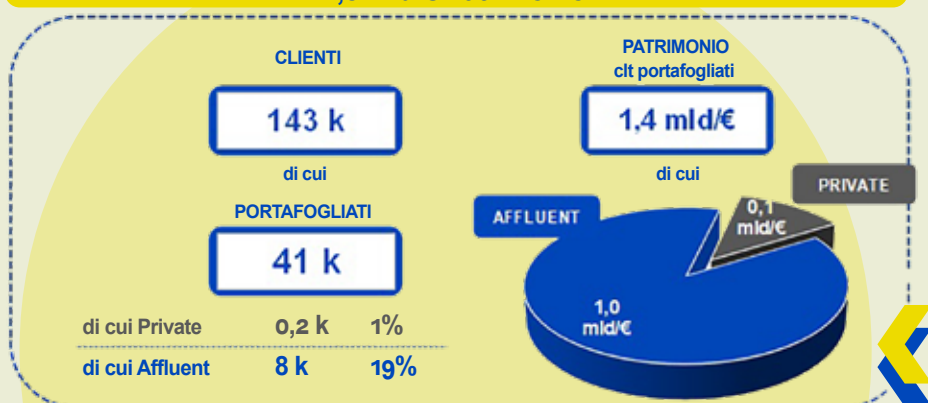 CLIENTI
143 k
di cui
PORTAFOGLIATI
41 k
di cui Private 0,2 k 1%
di cui Affluent 8 k 19%
PATRIMONIO
clt portafogliati
1,4 mld/€
di cui
AFFLUENT
PRIVATE
0,1
mld/€
1,0
mld/€